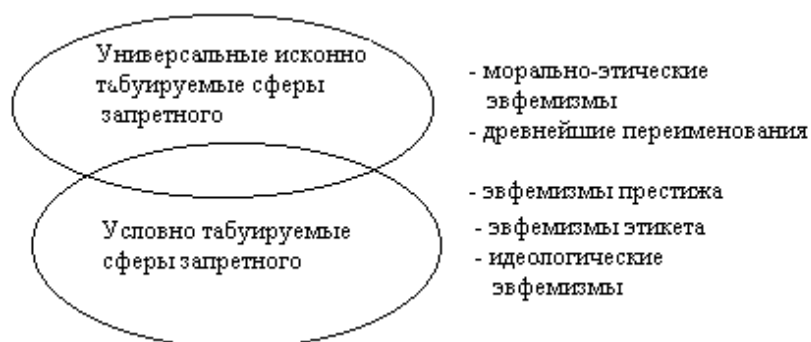 Универсальные исконно
табуируемые сферы
запретного
- морально-этические
эвфемизмы
- древнейшие переименования
Условно табуируемые
сферы запретного
- эвфемизмы престижа
- эвфемизмы этикета
- идеологические
эвфемизмы